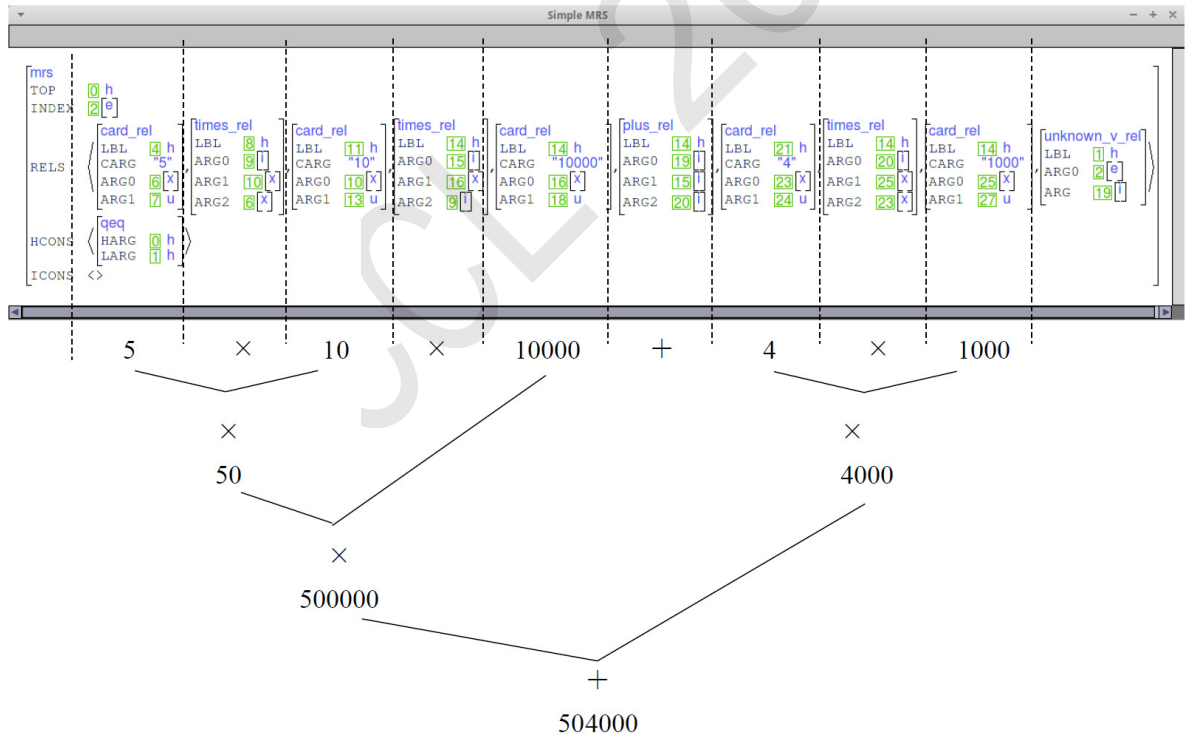 Simple MRS
mrs
TOP 0 h
INDEX 2 e
RELS
card_rel
LBL 4 h
CARG "5"
ARG0 6 x
ARG1 7 u
,
times_rel
LBL 8 h
ARG0 9 i
ARG1 10 x
ARG2 6 x
,
card_rel
LBL 11 h
CARG "10"
ARG0 10 x
ARG1 13 u
,
times_rel
LBL 14 h
ARG0 15 i
ARG1 16 x
ARG2 9 i
,
card_rel
LBL 14 h
CARG "10000"
ARG0 16 x
ARG1 18 u
,
plus_rel
LBL 14 h
ARG0 19 i
ARG1 15 i
ARG2 20 i
,
card_rel
LBL 21 h
CARG "4"
ARG0 23 x
ARG1 24 u
,
times_rel
LBL 14 h
ARG0 20 i
ARG1 25 x
ARG2 23 x
,
card_rel
LBL 14 h
CARG "1000"
ARG0 25 x
ARG1 27 u
,
unknown_v_rel
LBL 1 h
ARG0 2 e
ARG 19 i
HCONS
qeq
HARG 0 h
LARG 1 h
ICONS <>
5 × 10 × 10000 + 4 × 1000
× ×
50 4000
×
500000
+
504000